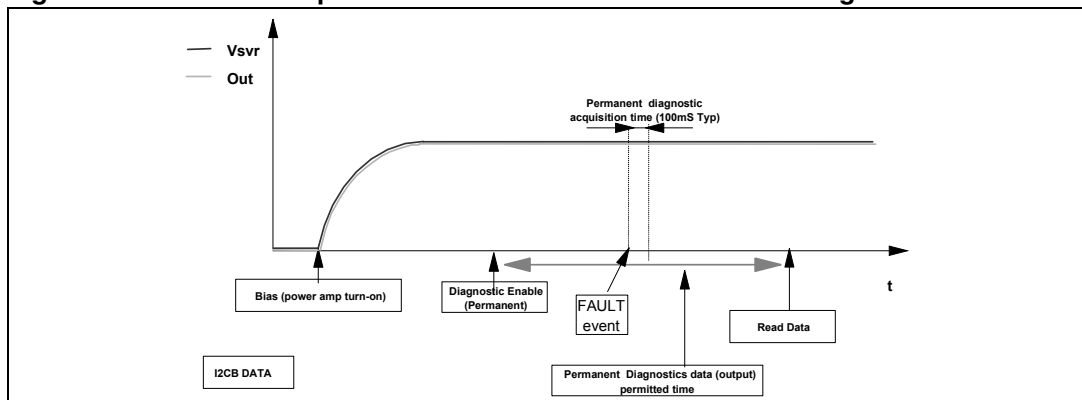 Vsvr
Out
Permanent diagnostic
acquisition time (100mS Typ)
t
Bias (power amp turn-on)
Diagnostic Enable
(Permanent)
FAULT
event
Read Data
I2CB DATA
Permanent Diagnostics data (output)
permitted time